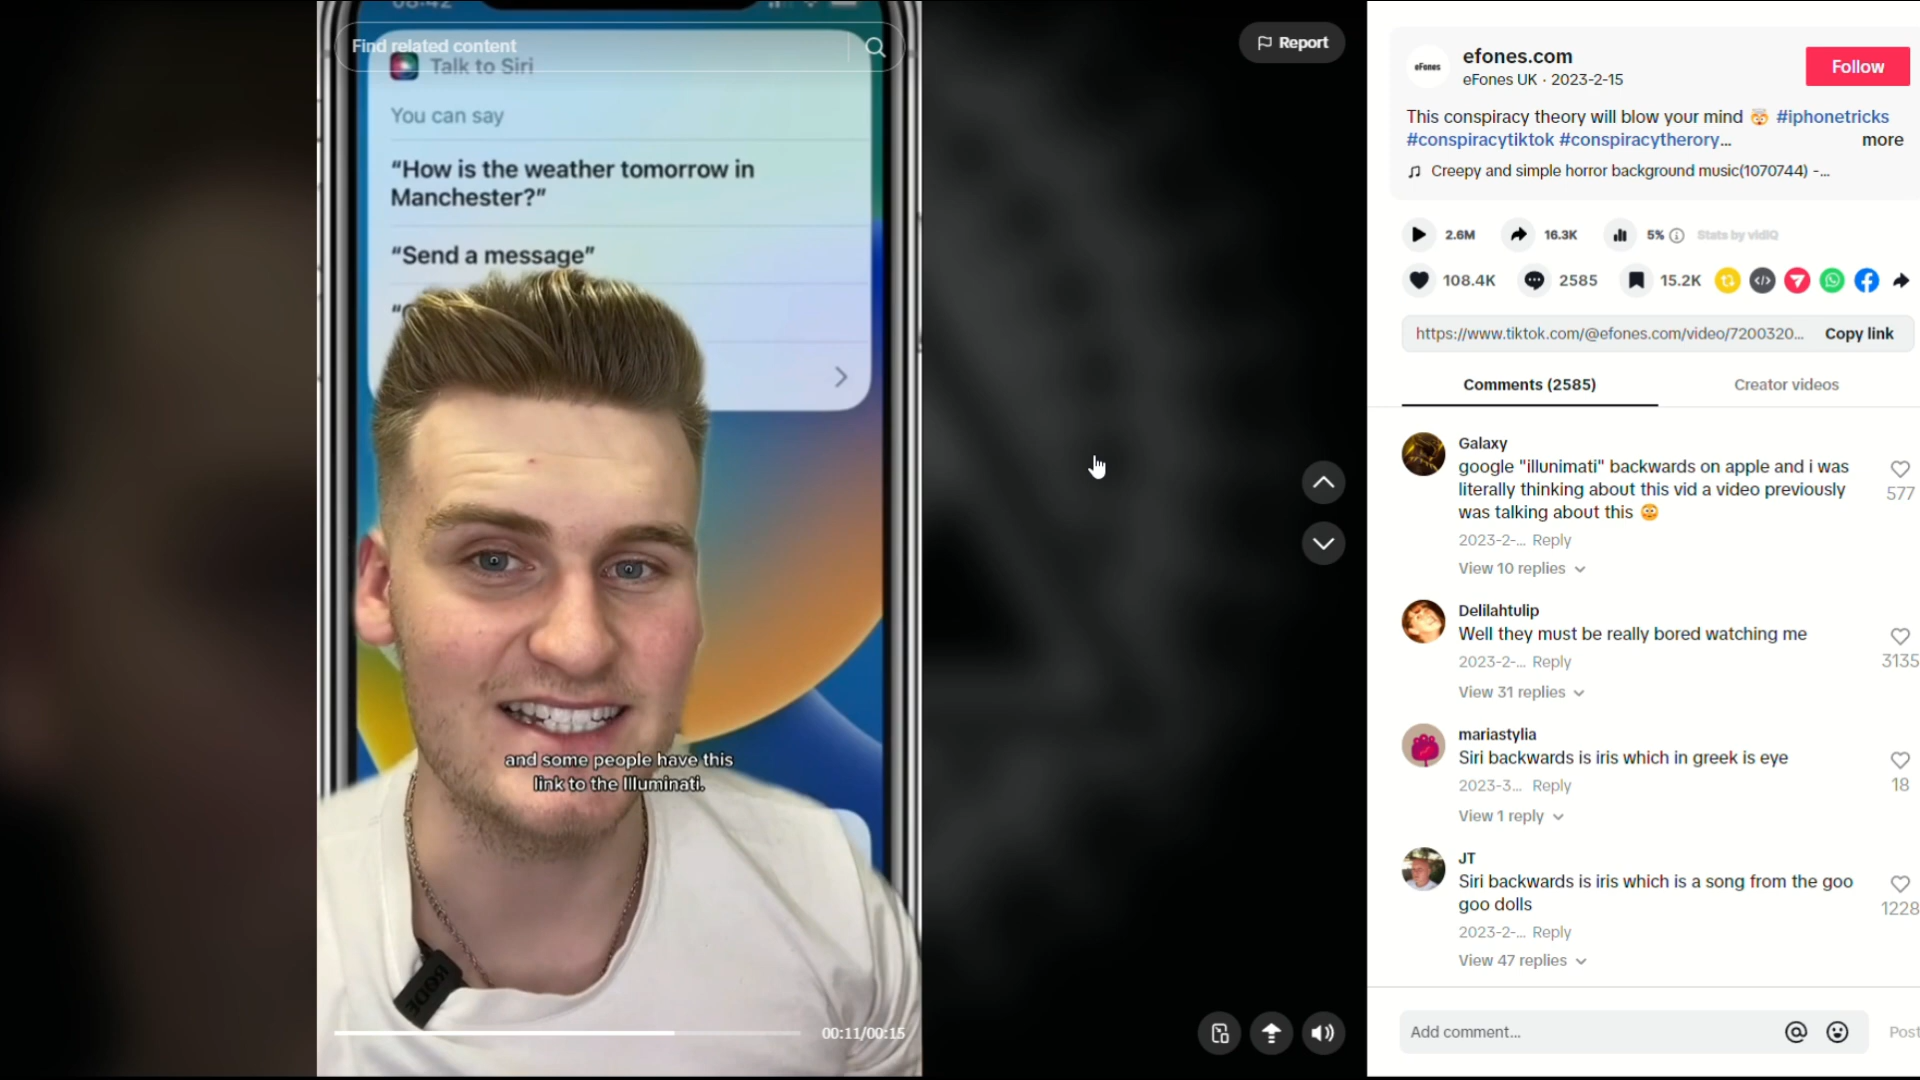 08:42
Find related content
Talk to Siri
You can say
“How is the weather tomorrow in
Manchester?”
“Send a message”
and some people have this
link to the Illuminati.
RODE
00:11/00:15
Report
eFones
efones.com
eFones UK · 2023-2-15
Follow
This conspiracy theory will blow your mind 🤯 #iphonetricks
#conspiracytiktok #conspiracytherory...
more
Creepy and simple horror background music(1070744) -...
2.6M
16.3K
5%
Stats by vidIQ
108.4K
2585
15.2K
https://www.tiktok.com/@efones.com/video/7200320...
Copy link
Comments (2585)
Creator videos
Galaxy
google "illunimati" backwards on apple and i was
literally thinking about this vid a video previously
was talking about this 😳
577
2023-2-... Reply
View 10 replies
Delilahtulip
Well they must be really bored watching me
3135
2023-2-... Reply
View 31 replies
mariastylia
Siri backwards is iris which in greek is eye
18
2023-3... Reply
View 1 reply
JT
Siri backwards is iris which is a song from the goo
goo dolls
1228
2023-2-... Reply
View 47 replies
Add comment...
Post